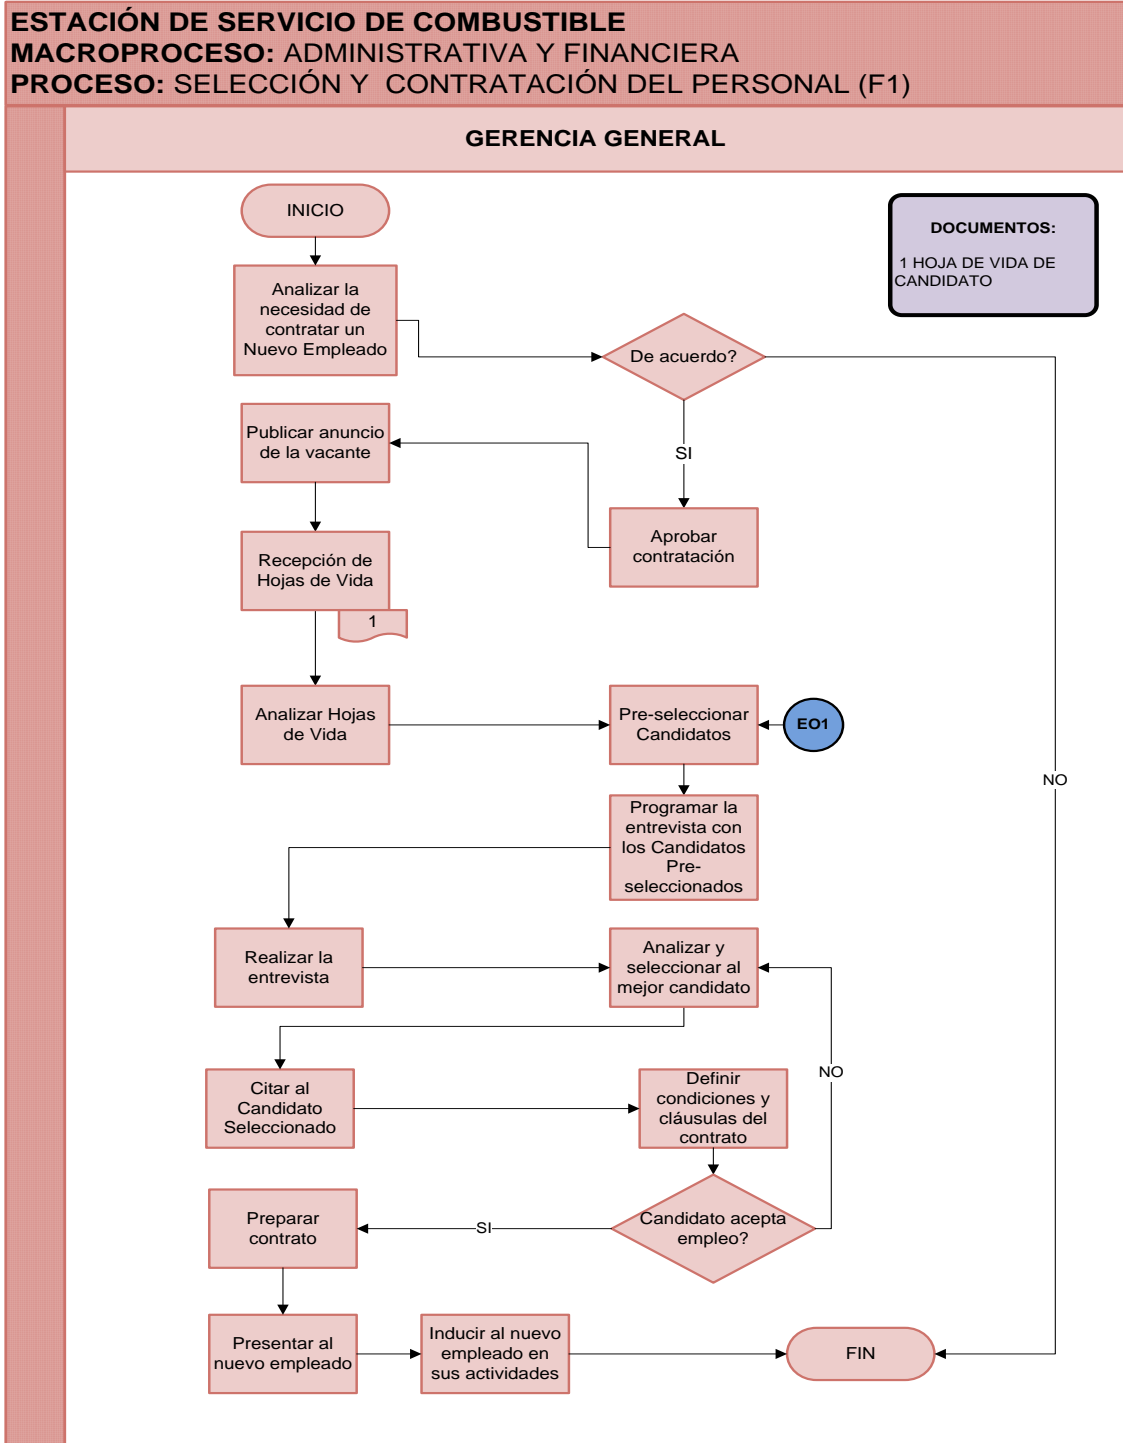 ESTACIÓN DE SERVICIO DE COMBUSTIBLE
MACROPROCESO: ADMINISTRATIVA Y FINANCIERA
PROCESO: SELECCIÓN Y CONTRATACIÓN DEL PERSONAL (F1)
GERENCIA GENERAL
INICIO
DOCUMENTOS:
1 HOJA DE VIDA DE
CANDIDATO
Analizar la
necesidad de
contratar un
Nuevo Empleado
De acuerdo?
SI
Publicar anuncio
de la vacante
Aprobar
contratación
Recepción de
Hojas de Vida
1
Analizar Hojas
de Vida
Pre-seleccionar
Candidatos
EO1
NO
Programar la
entrevista con
los Candidatos
Pre-
seleccionados
Realizar la
entrevista
Analizar y
seleccionar al
mejor candidato
NO
Citar al
Candidato
Seleccionado
Definir
condiciones y
cláusulas del
contrato
Candidato acepta
empleo?
SI
Preparar
contrato
Presentar al
nuevo empleado
Inducir al nuevo
empleado en
sus actividades
FIN